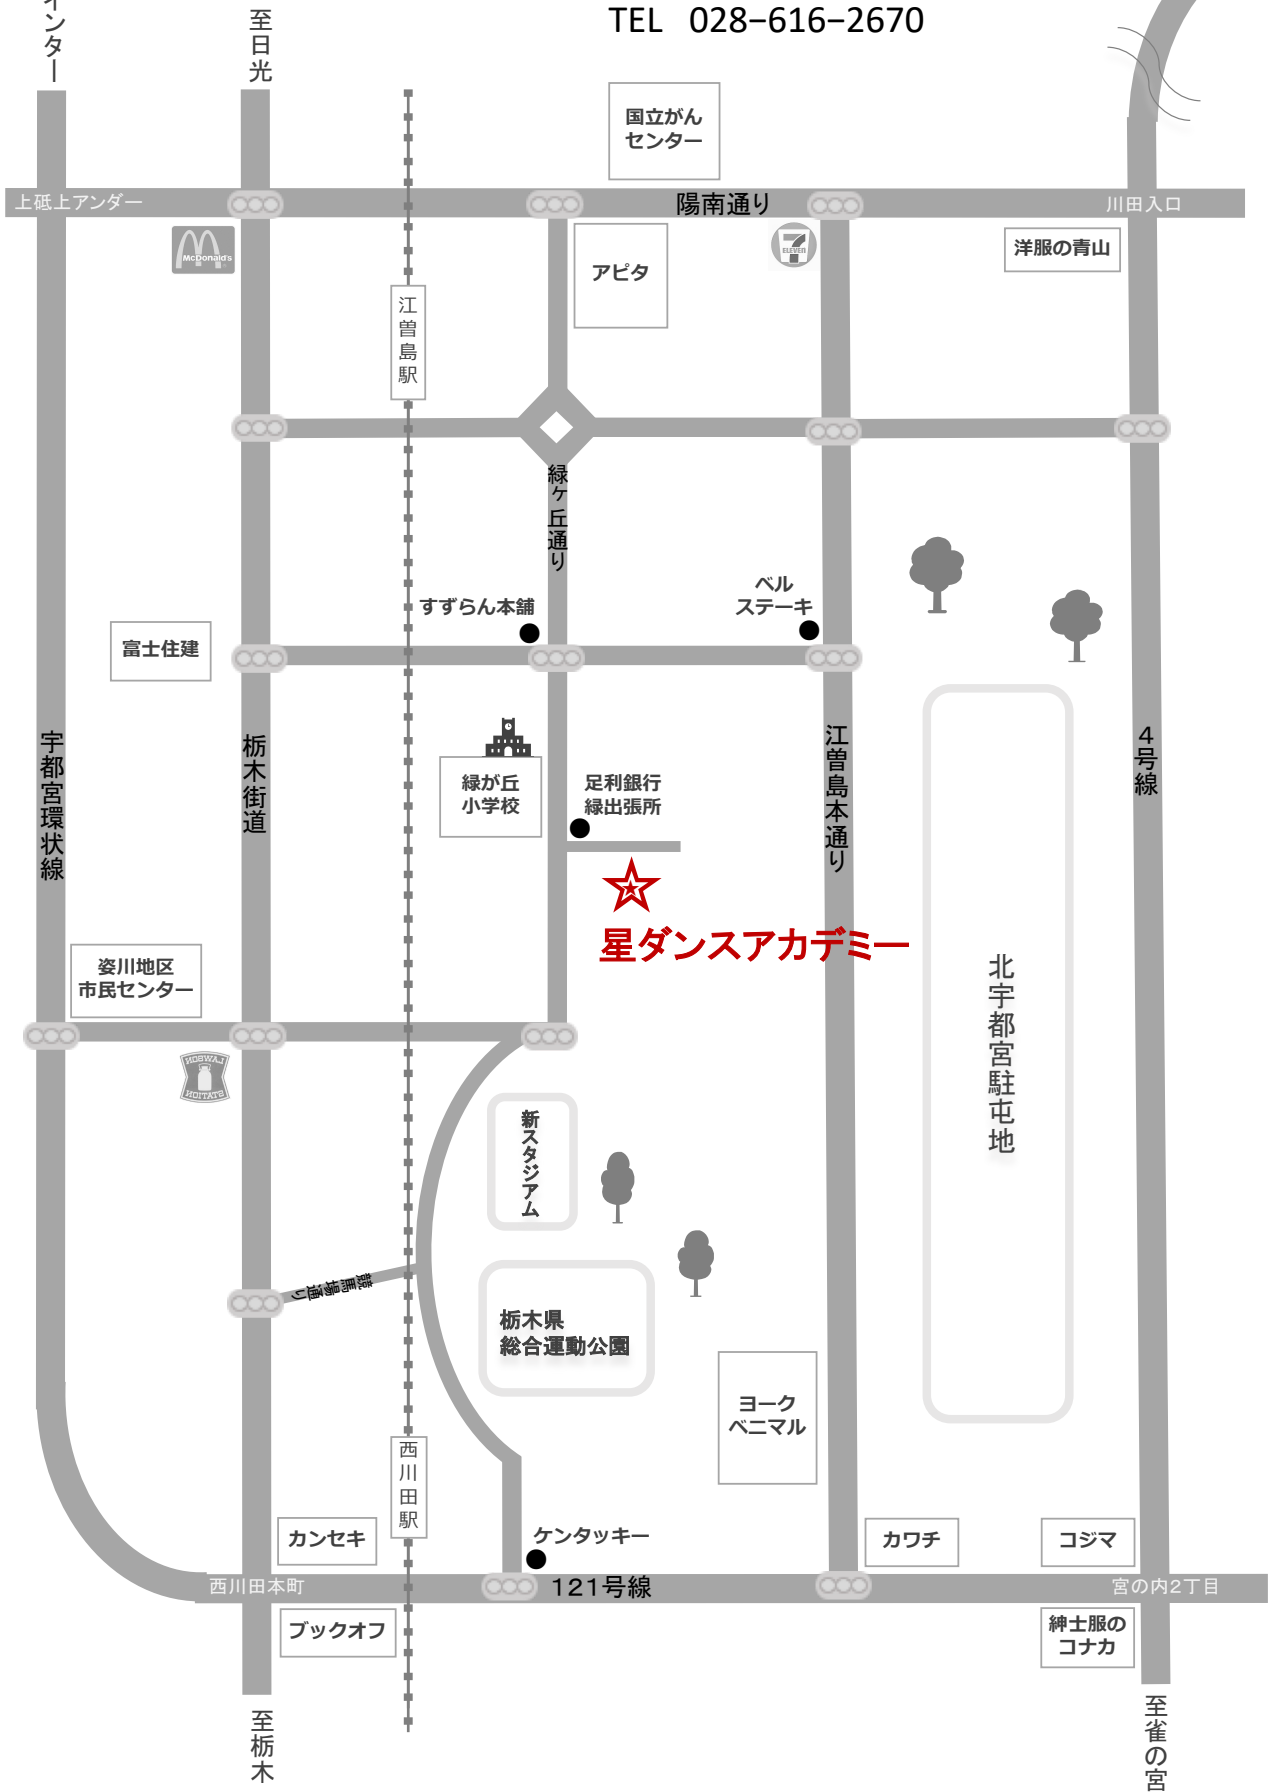 TEL 028-616-2670
インター
至日光
国立がん
センター
上砥上アンダー
陽南通り
川田入口
McDonald's
アピタ
7
ELEVEN
洋服の青山
江曽島駅
緑ヶ丘通り
すずらん本舗
ベル
ステーキ
富士住建
宇都宮環状線
栃木街道
緑が丘
小学校
足利銀行
緑出張所
江曽島本通り
4号線
星ダンスアカデミー
姿川地区
市民センター
北宇都宮駐屯地
LAWSON
STATION
新スタジアム
競馬場通り
栃木県
総合運動公園
ヨーク
ベニマル
西川田駅
カンセキ
ケンタッキー
カワチ
コジマ
西川田本町
121号線
宮の内2丁目
ブックオフ
紳士服の
コナカ
至栃木
至雀の宮